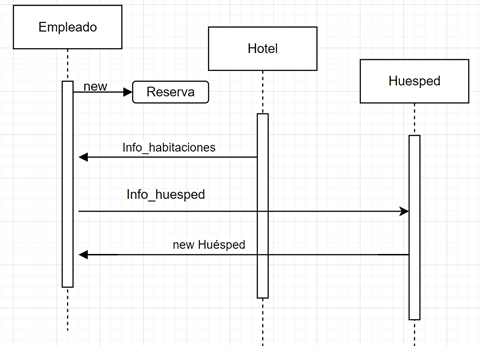 Empleado
Hotel
Huesped
new
Reserva
Info_habitaciones
Info_huesped
new Huésped